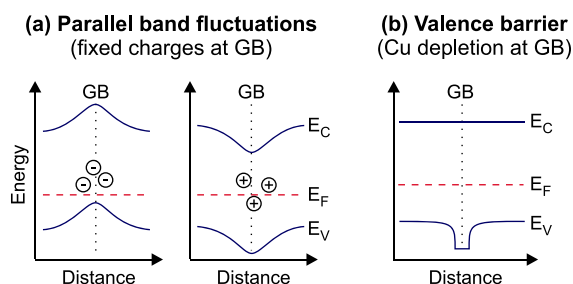 (a) Parallel band fluctuations
(fixed charges at GB)
(b) Valence barrier
(Cu depletion at GB)
GB
GB
GB
Energy
- - -
+ + +
E_C
E_F
E_V
E_C
E_F
E_V
Distance
Distance
Distance